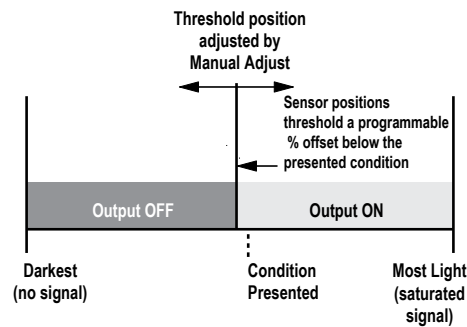 Threshold position
adjusted by
Manual Adjust
Sensor positions
threshold a programmable
% offset below the
presented condition
Output OFF
Output ON
Darkest
(no signal)
Condition
Presented
Most Light
(saturated
signal)